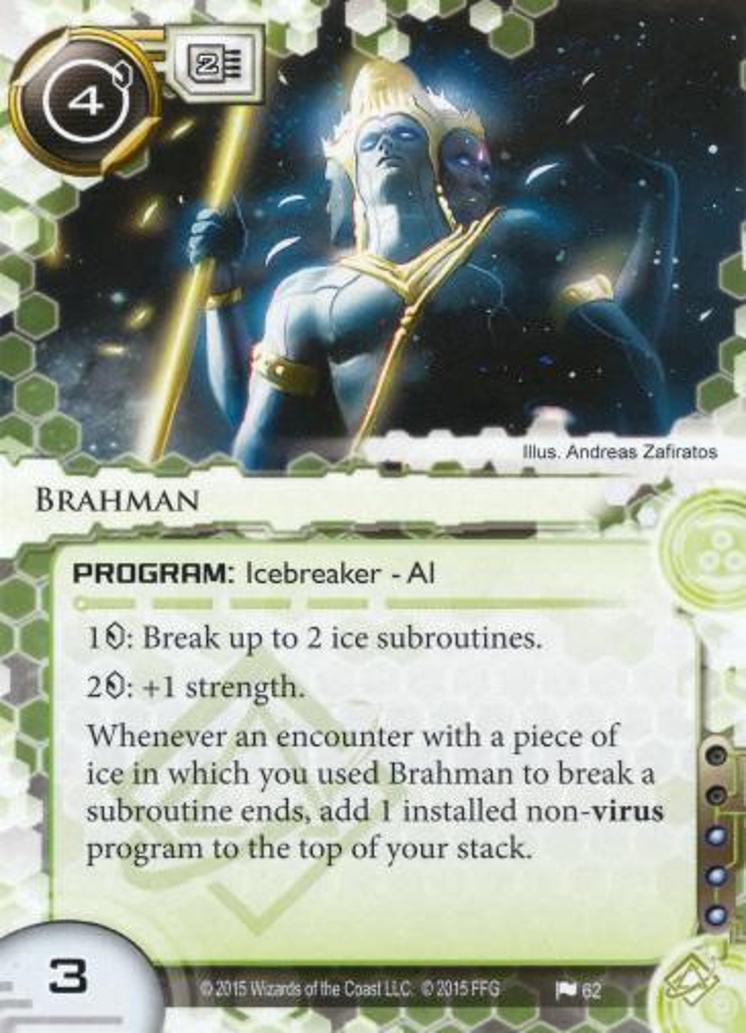 4
2
Illus. Andreas Zafiratos
BRAHMAN
PROGRAM: Icebreaker - AI
1: Break up to 2 ice subroutines.
2: +1 strength.
Whenever an encounter with a piece of
ice in which you used Brahman to break a
subroutine ends, add 1 installed non-virus
program to the top of your stack.
3
© 2015 Wizards of the Coast LLC. © 2015 FFG 62